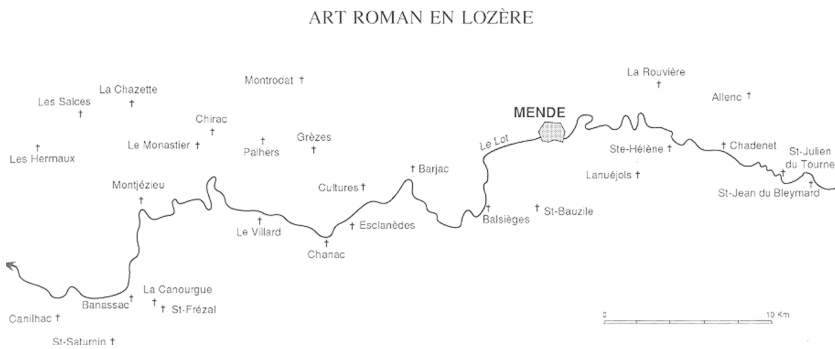 ART ROMAN EN LOZÈRE
La Rouvière
Montrodat
La Chazette
Allenc
Les Salces
MENDE
Chirac
Grèzes
Le Lot
Le Monastier
Palhers
Ste-Hélène
Chadenet
St-Julien
du Tourne
Les Hermaux
Barjac
Lanuéjols
Montjézieu
Cultures
St-Jean du Bleymard
Balsièges
St-Bauzile
Le Villard
Esclanèdes
Chanac
La Canourgue
Banassac
St-Frézal
Canilhac
0
10 Km
St-Saturnin